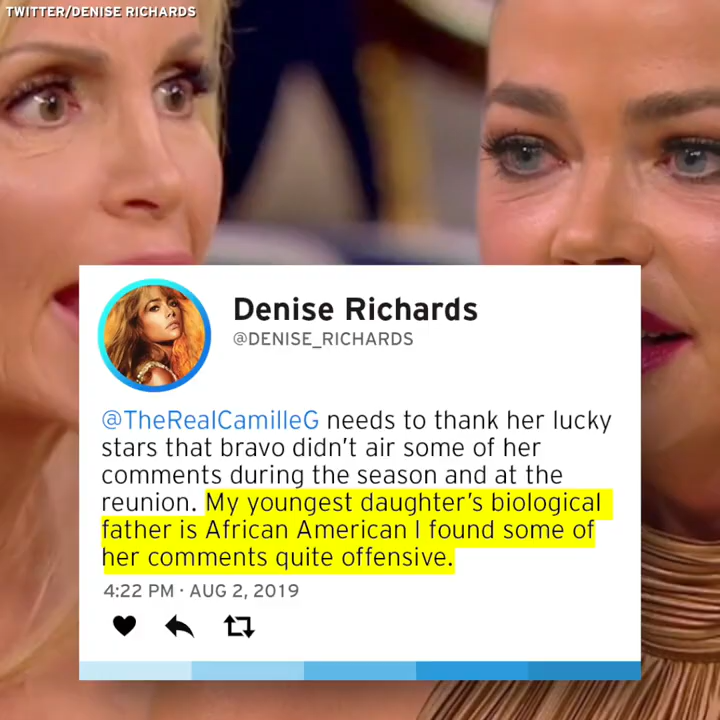 TWITTER/DENISE RICHARDS
Denise Richards
@DENISE_RICHARDS
@TheRealCamilleG needs to thank her lucky
stars that bravo didn't air some of her
comments during the season and at the
reunion. My youngest daughter's biological
father is African American I found some of
her comments quite offensive.
4:22 PM · AUG 2, 2019